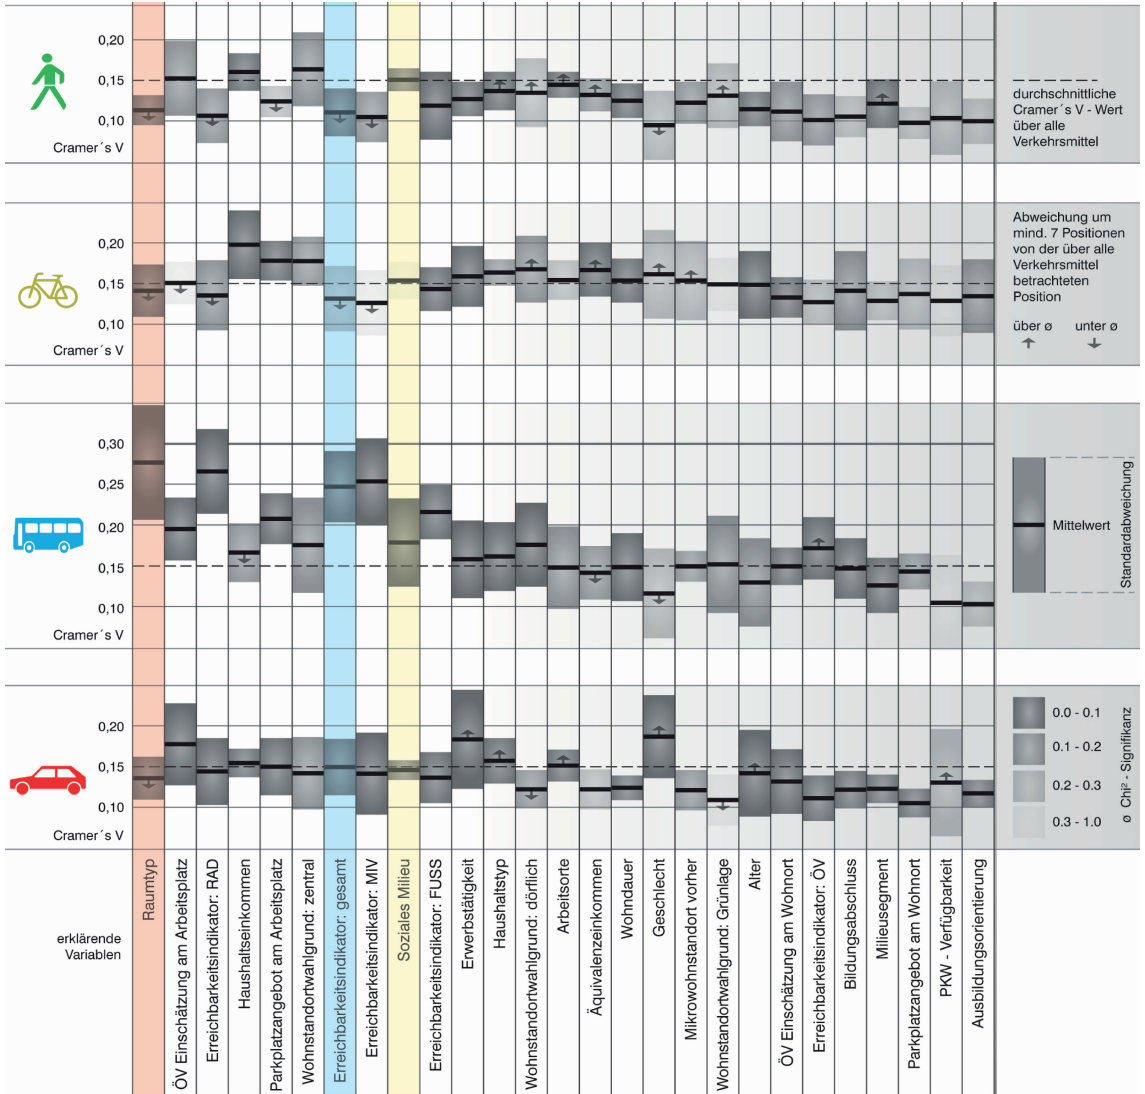 0,20
0,15
0,10
Cramer´s V
durchschnittliche
Cramer´s V - Wert
über alle
Verkehrsmittel
0,20
0,15
0,10
Cramer´s V
Abweichung um
mind. 7 Positionen
von der über alle
Verkehrsmittel
betrachteten
Position
über ø unter ø
0,30
0,25
0,20
0,15
0,10
Cramer´s V
Mittelwert
Standardabweichung
0,20
0,15
0,10
Cramer´s V
0.0 - 0.1
0.1 - 0.2
0.2 - 0.3
0.3 - 1.0
ø Chi² - Signifikanz
erklärende
Variablen
Raumtyp
ÖV Einschätzung am Arbeitsplatz
Erreichbarkeitsindikator: RAD
Haushaltseinkommen
Parkplatzangebot am Arbeitsplatz
Wohnstandortwahlgrund: zentral
Erreichbarkeitsindikator: gesamt
Erreichbarkeitsindikator: MIV
Soziales Milieu
Erreichbarkeitsindikator: FUSS
Erwerbstätigkeit
Haushaltstyp
Wohnstandortwahlgrund: dörflich
Arbeitsorte
Äquivalenzeinkommen
Wohndauer
Geschlecht
Mikrowohnstandort vorher
Wohnstandortwahlgrund: Grünlage
Alter
ÖV Einschätzung am Wohnort
Erreichbarkeitsindikator: ÖV
Bildungsabschluss
Milieusegment
Parkplatzangebot am Wohnort
PKW - Verfügbarkeit
Ausbildungsorientierung